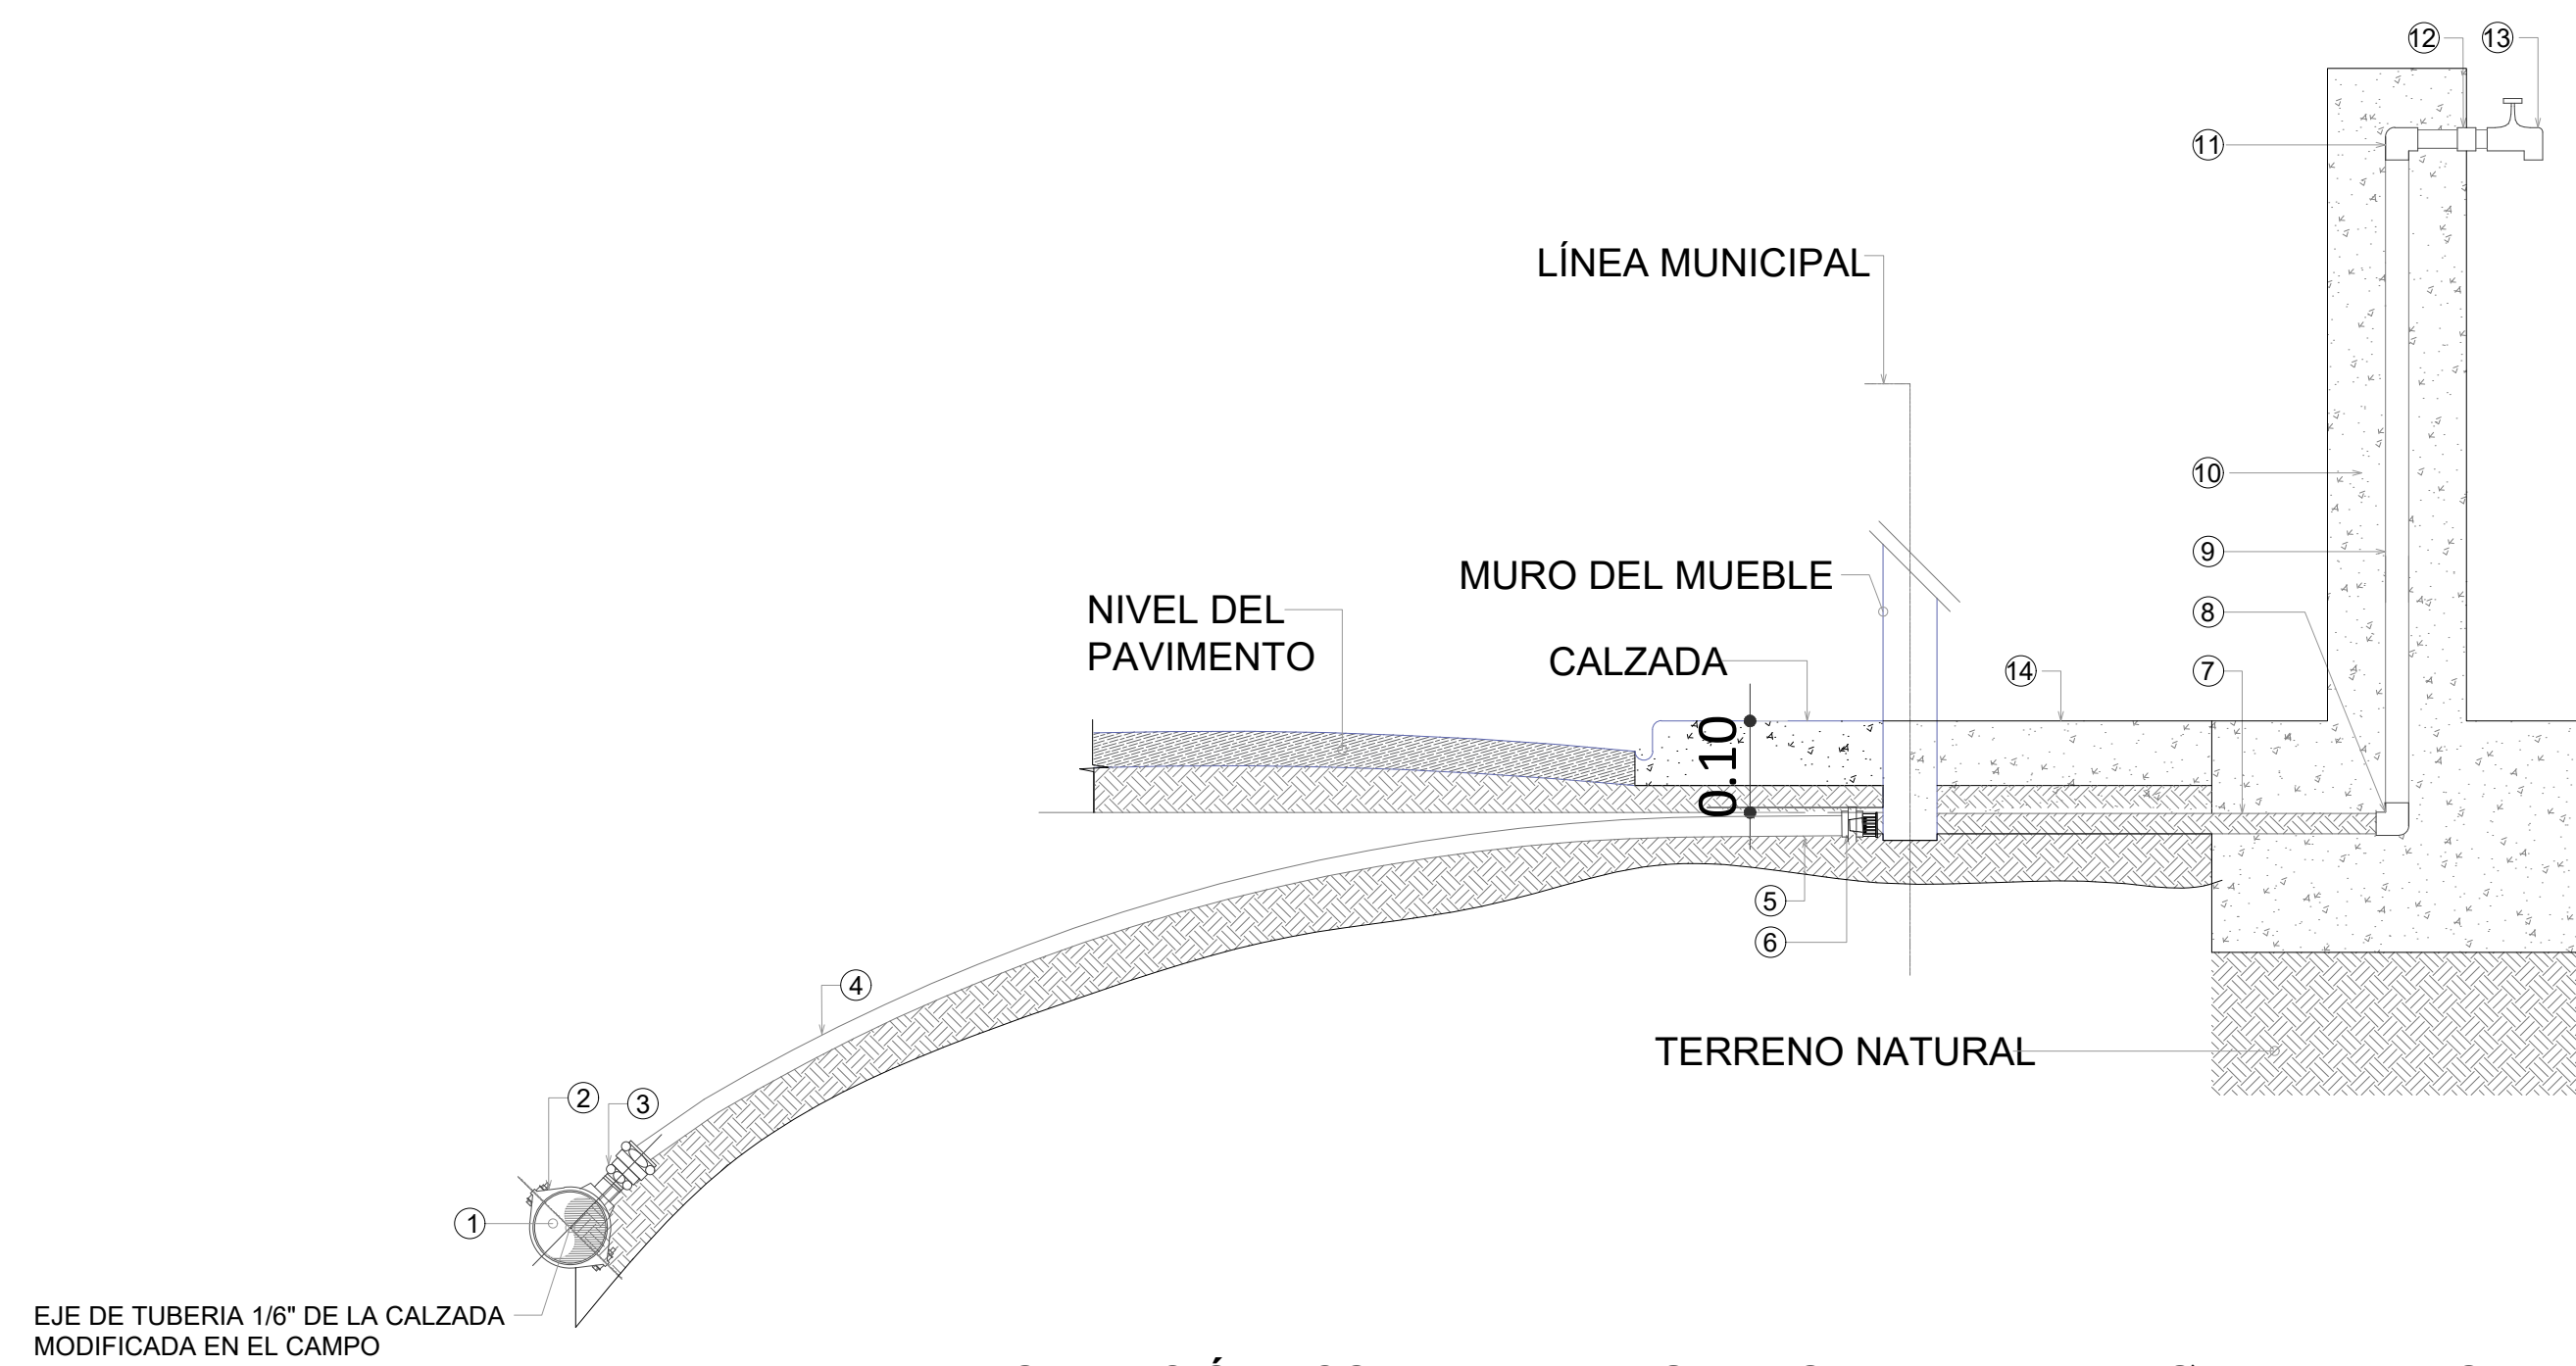 12
13
11
LÍNEA MUNICIPAL
10
9
MURO DEL MUEBLE
NIVEL DEL
PAVIMENTO
8
CALZADA
14
7
0.10
5
6
4
TERRENO NATURAL
2
3
1
EJE DE TUBERIA 1/6" DE LA CALZADA
MODIFICADA EN EL CAMPO